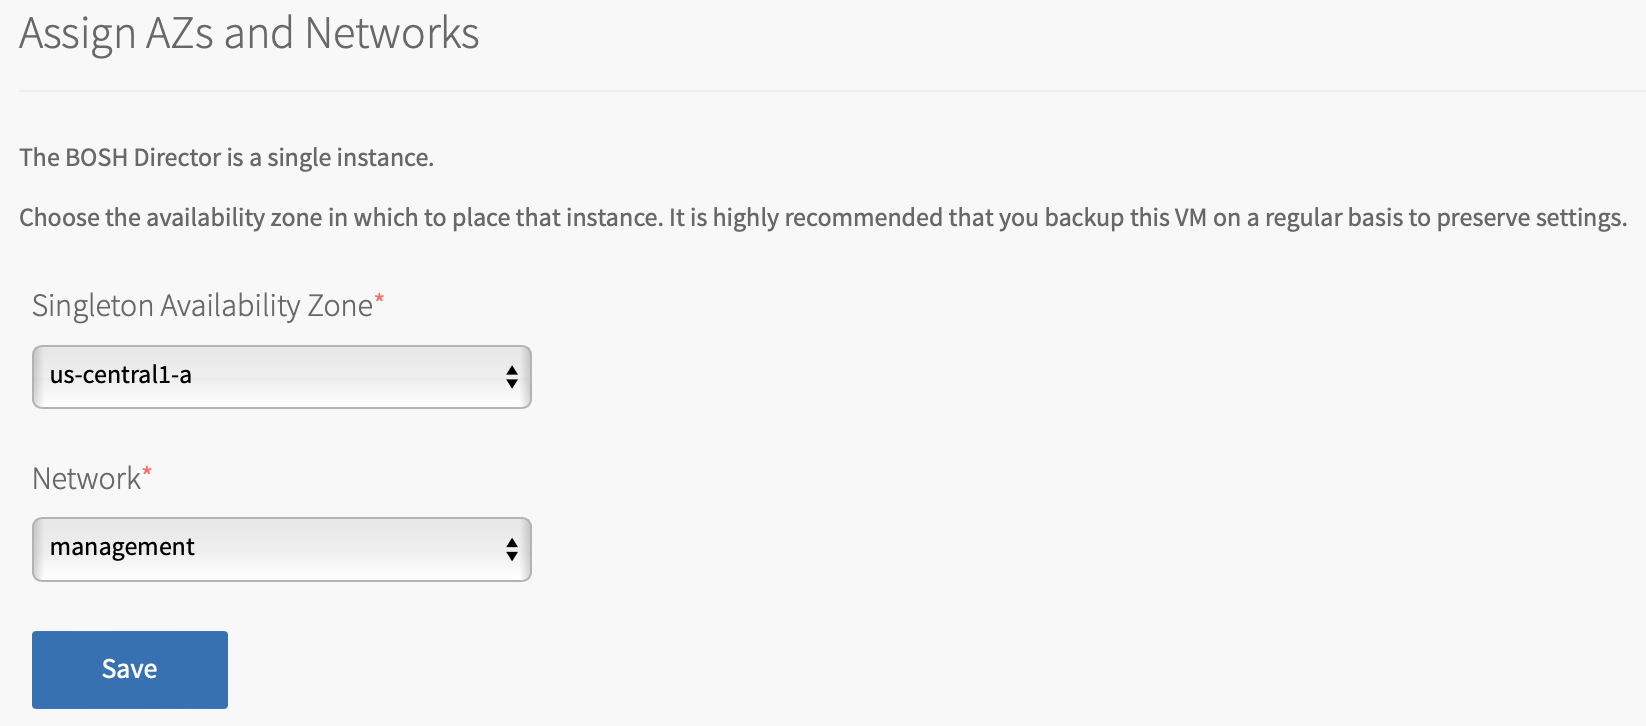 Assign AZs and Networks
The BOSH Director is a single instance.
Choose the availability zone in which to place that instance. It is highly recommended that you backup this VM on a regular basis to preserve settings.
Singleton Availability Zone*
us-central1-a
Network*
management
Save